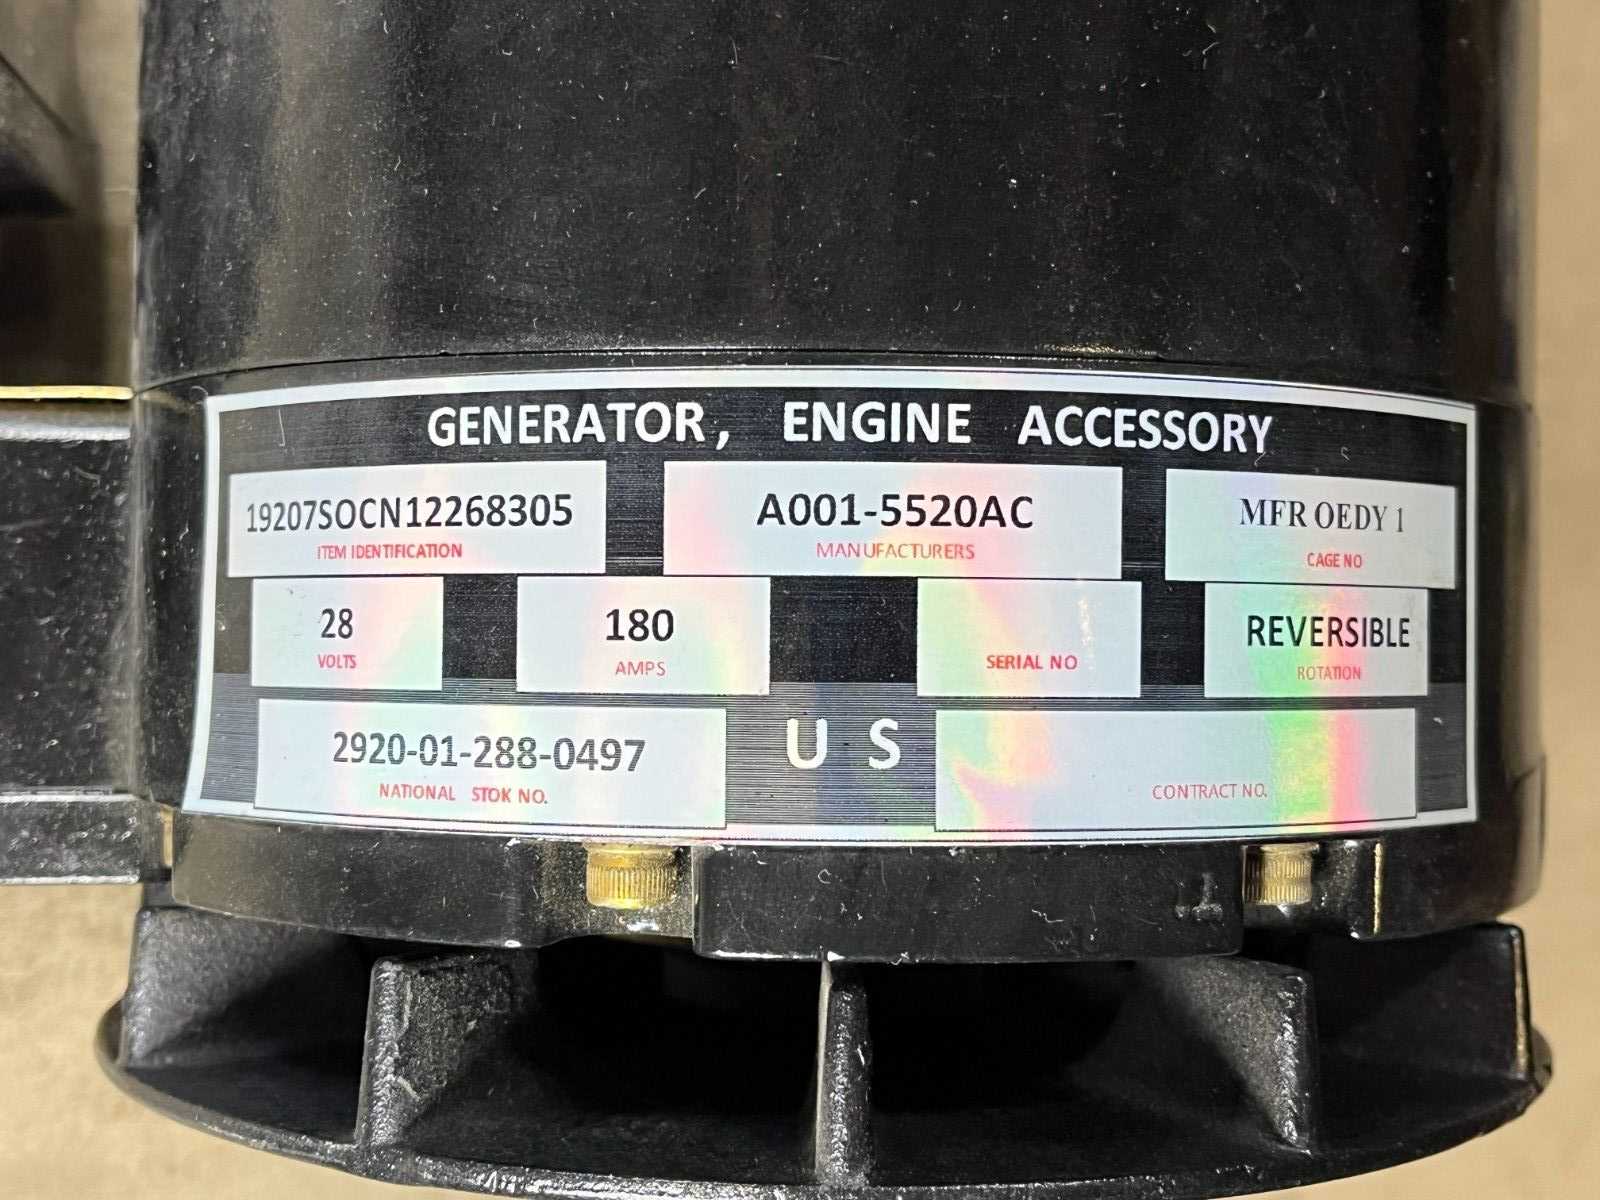 GENERATOR, ENGINE ACCESSORY
19207SOCN12268305 A001-5520AC MFR OEDY 1
ITEM IDENTIFICATION MANUFACTURERS CAGE NO
28 180 REVERSIBLE
VOLTS AMPS SERIAL NO ROTATION
2920-01-288-0497 U S
NATIONAL STOK NO. CONTRACT NO.